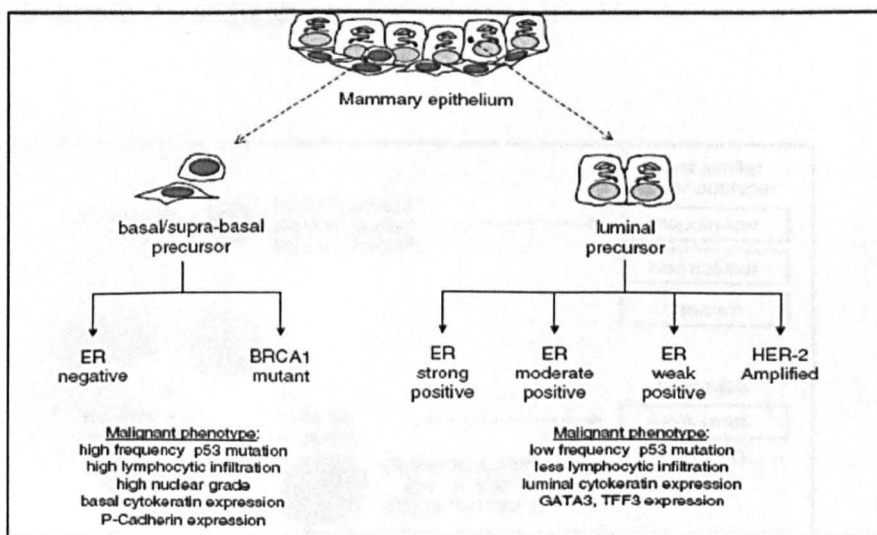 Mammary epithelium
basal/supra-basal
precursor
luminal
precursor
ER
negative
BRCA1
mutant
ER
strong
positive
ER
moderate
positive
ER
weak
positive
HER-2
Amplified
Malignant phenotype:
high frequency p53 mutation
high lymphocytic infiltration
high nuclear grade
basal cytokeratin expression
P-Cadherin expression
Malignant phenotype:
low frequency p53 mutation
less lymphocytic infiltration
luminal cytokeratin expression
GATA3, TFF3 expression